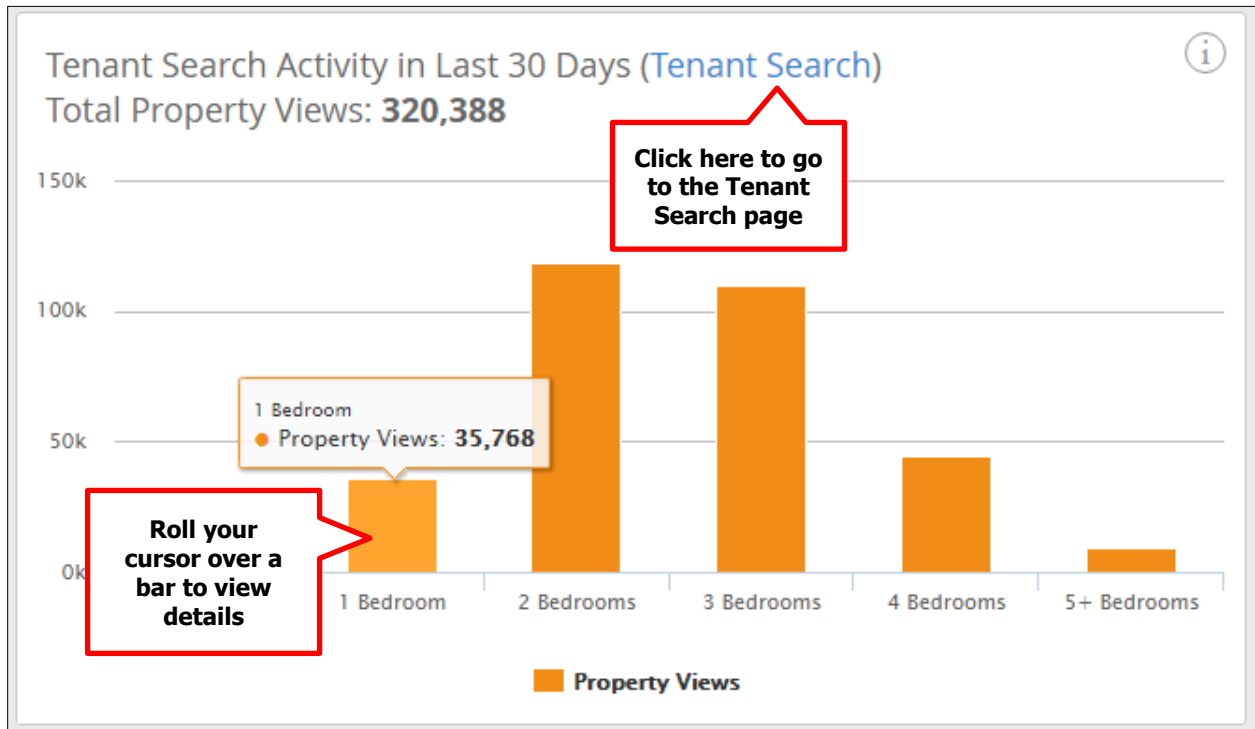 Tenant Search Activity in Last 30 Days (Tenant Search)
Total Property Views: 320,388
Click here to go
to the Tenant
Search page
150k
100k
50k
0k
1 Bedroom
● Property Views: 35,768
Roll your
cursor over a
bar to view
details
1 Bedroom
2 Bedrooms
3 Bedrooms
4 Bedrooms
5+ Bedrooms
Property Views
i